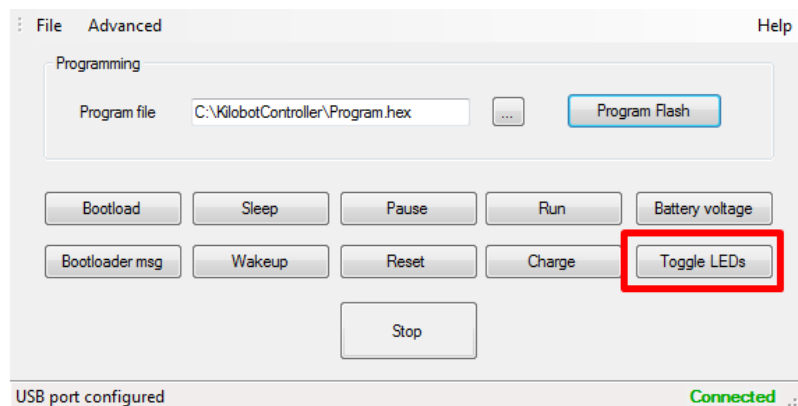 File Advanced Help
Programming
Program file C:\KilobotController\Program.hex ... Program Flash
Bootload Sleep Pause Run Battery voltage
Bootloader msg Wakeup Reset Charge Toggle LEDs
Stop
USB port configured Connected